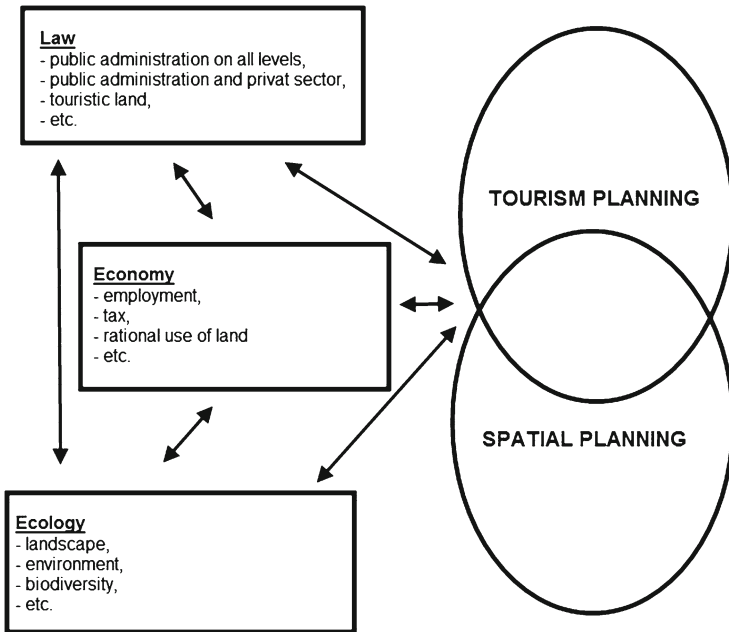 Law
- public administration on all levels,
- public administration and privat sector,
- touristic land,
- etc.
TOURISM PLANNING
Economy
- employment,
- tax,
- rational use of land
- etc.
SPATIAL PLANNING
Ecology
- landscape,
- environment,
- biodiversity,
- etc.